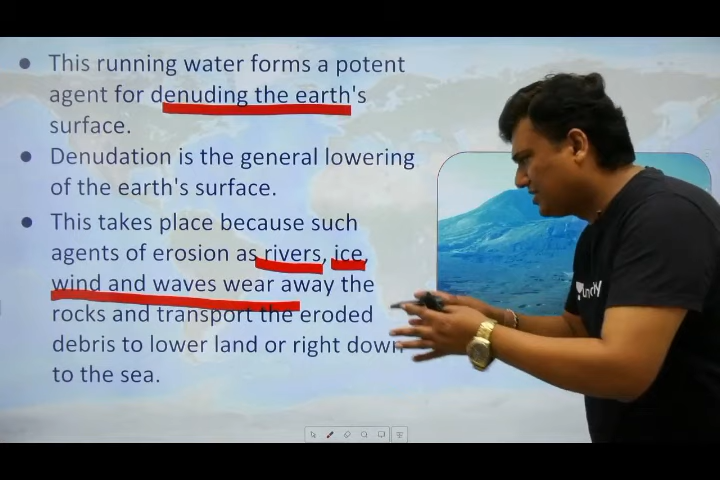 ● This running water forms a potent
agent for denuding the earth's
surface.
● Denudation is the general lowering
of the earth's surface.
● This takes place because such
agents of erosion as rivers, ice,
wind and waves wear away the
rocks and transport the eroded
debris to lower land or right down
to the sea.